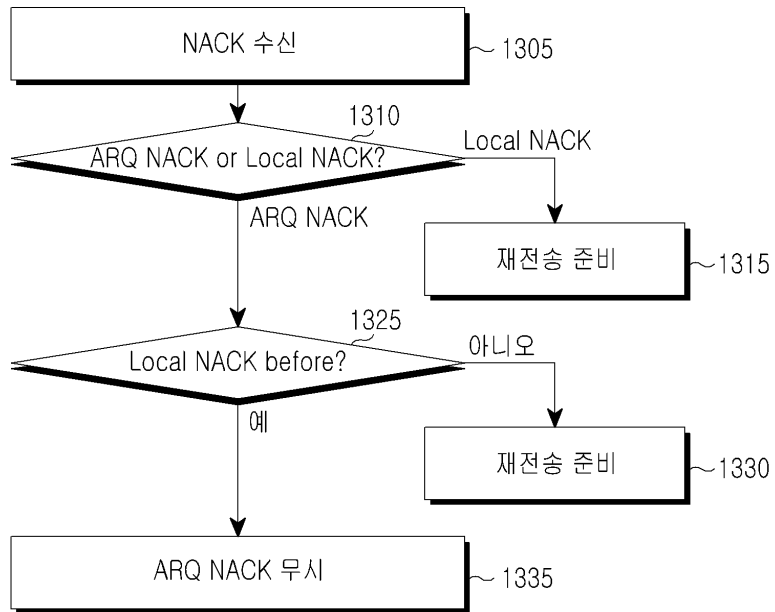 NACK 수신
1305
1310
ARQ NACK or Local NACK?
Local NACK
ARQ NACK
재전송 준비
1315
1325
Local NACK before?
아니오
예
재전송 준비
1330
ARQ NACK 무시
1335